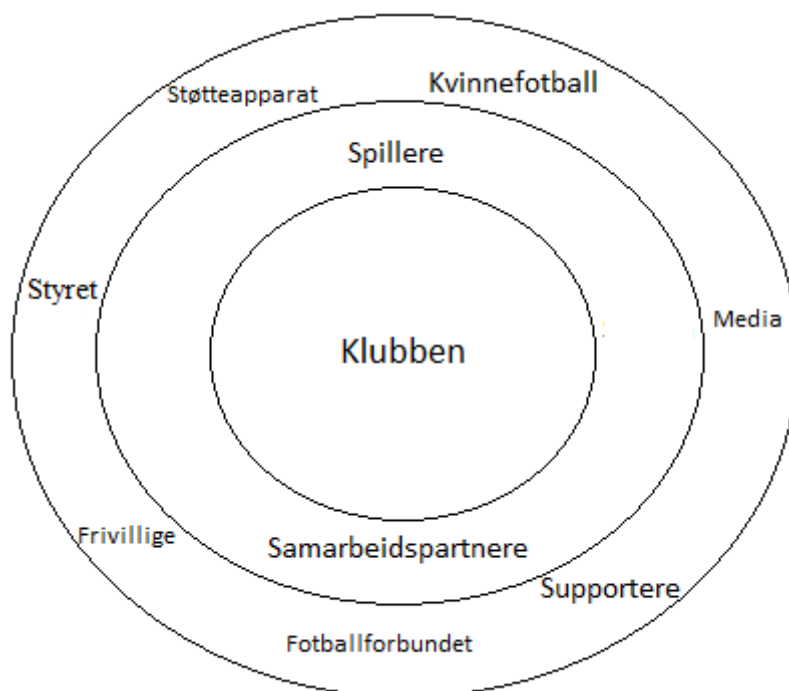 Kvinnefotball
Støtteapparat
Spillere
Styret
Media
Klubben
Frivillige
Samarbeidspartnere
Supportere
Fotballforbundet